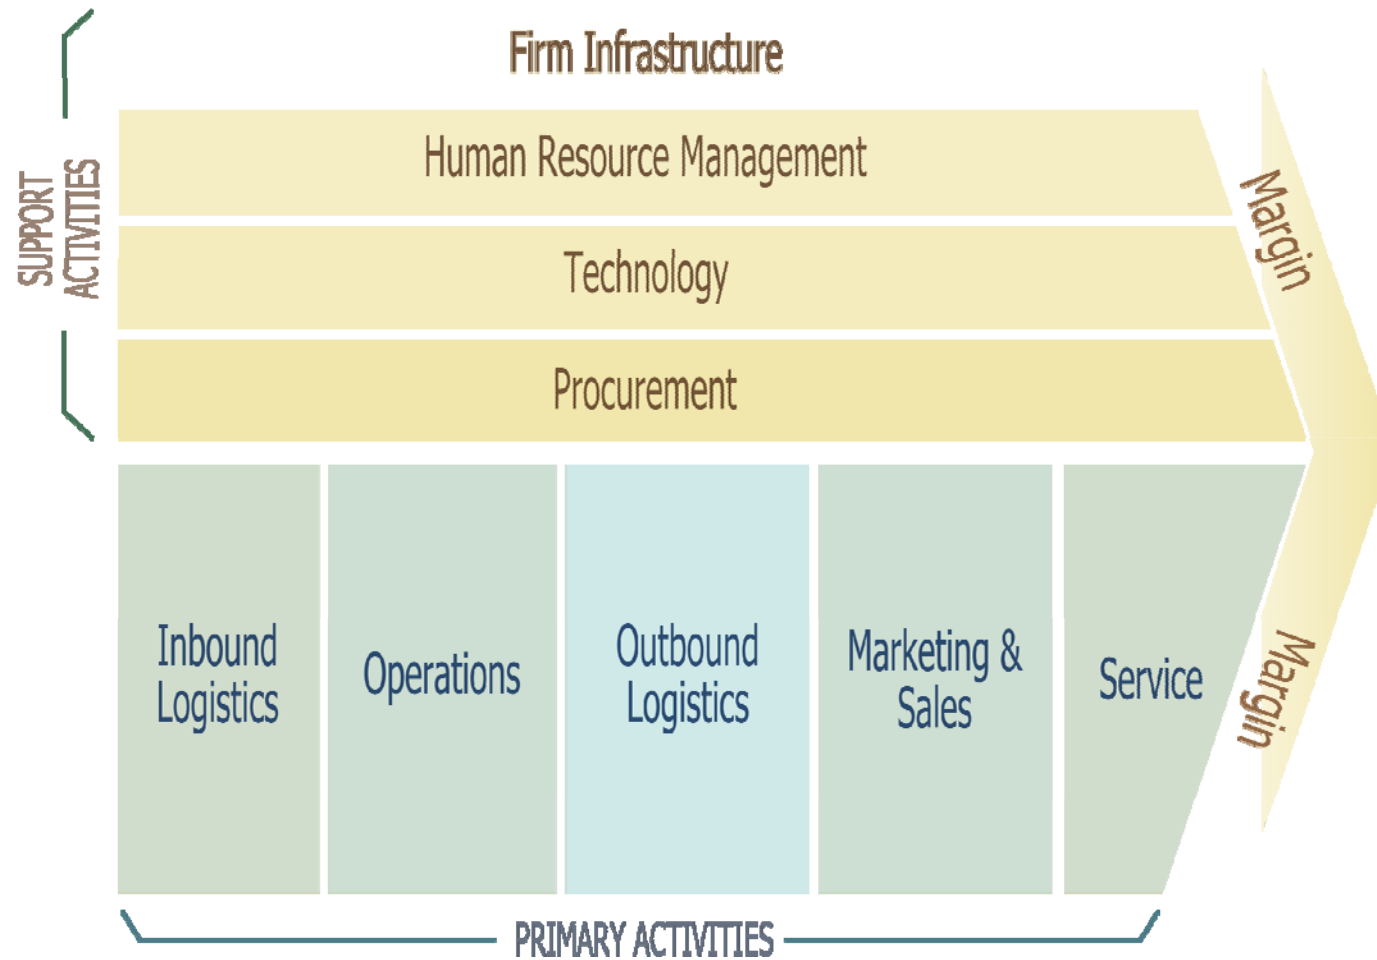 Firm Infrastructure
Human Resource Management
Technology
Procurement
SUPPORT
ACTIVITIES
Margin
Inbound
Logistics
Operations
Outbound
Logistics
Marketing &
Sales
Service
Margin
PRIMARY ACTIVITIES